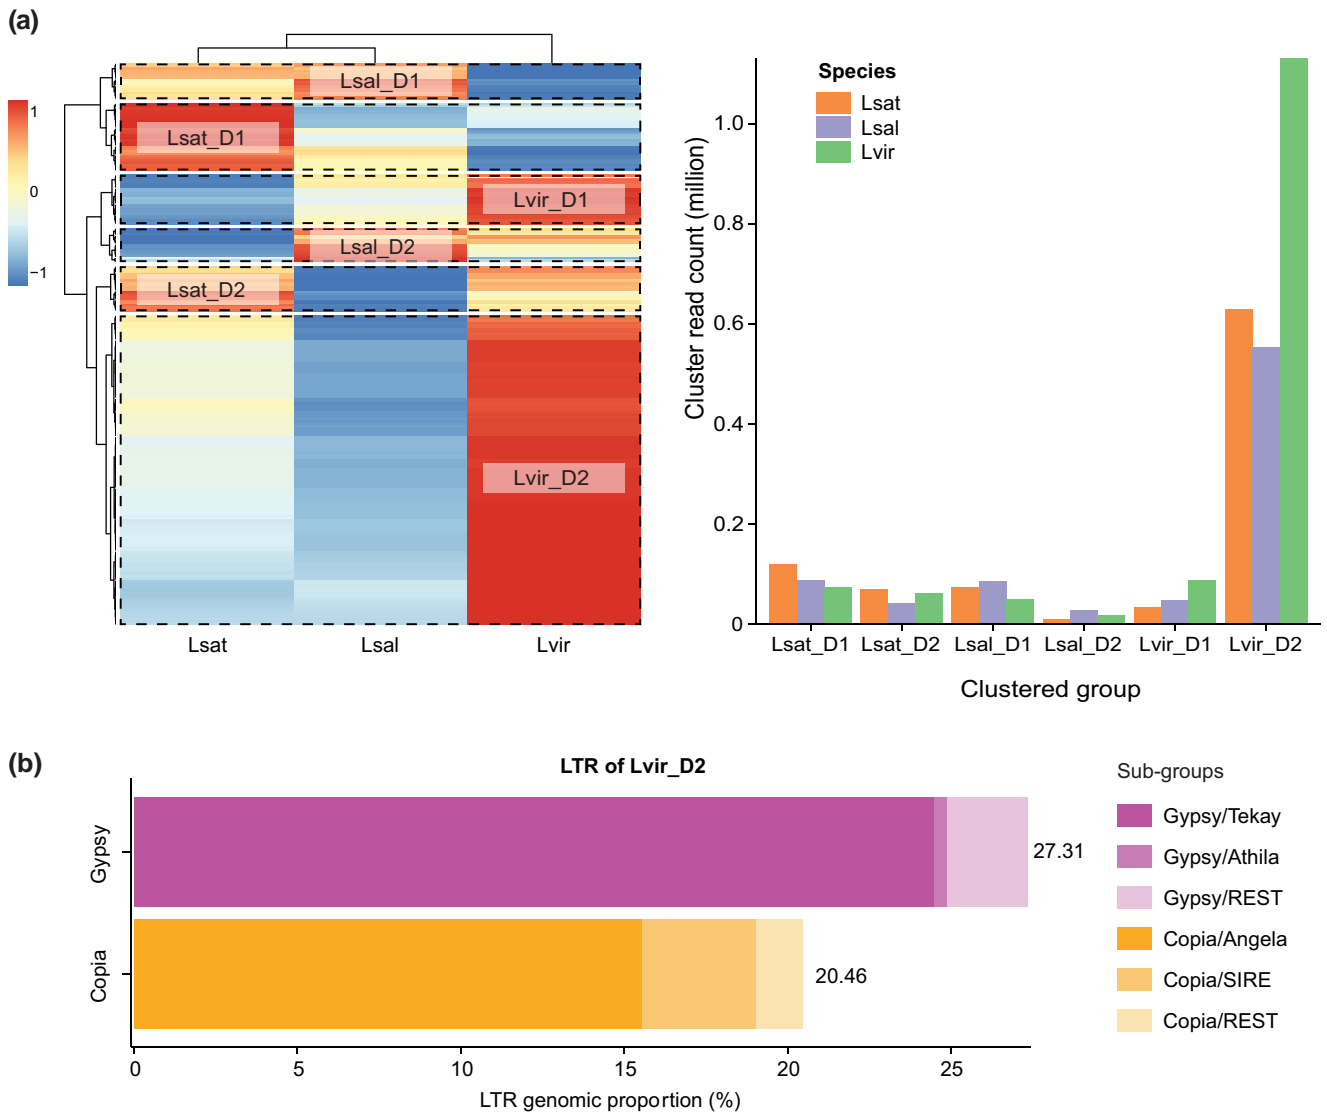 (a)
Lsal_D1
Lsat_D1
Lvir_D1
Lsal_D2
Lsat_D2
Lvir_D2
1
0
−1
Lsat
Lsal
Lvir
Species
Lsat
Lsal
Lvir
Cluster read count (million)
1.0
0.8
0.6
0.4
0.2
0
Lsat_D1
Lsat_D2
Lsal_D1
Lsal_D2
Lvir_D1
Lvir_D2
Clustered group
(b)
LTR of Lvir_D2
Gypsy
27.31
Copia
20.46
0
5
10
15
20
25
LTR genomic proportion (%)
Sub-groups
Gypsy/Tekay
Gypsy/Athila
Gypsy/REST
Copia/Angela
Copia/SIRE
Copia/REST